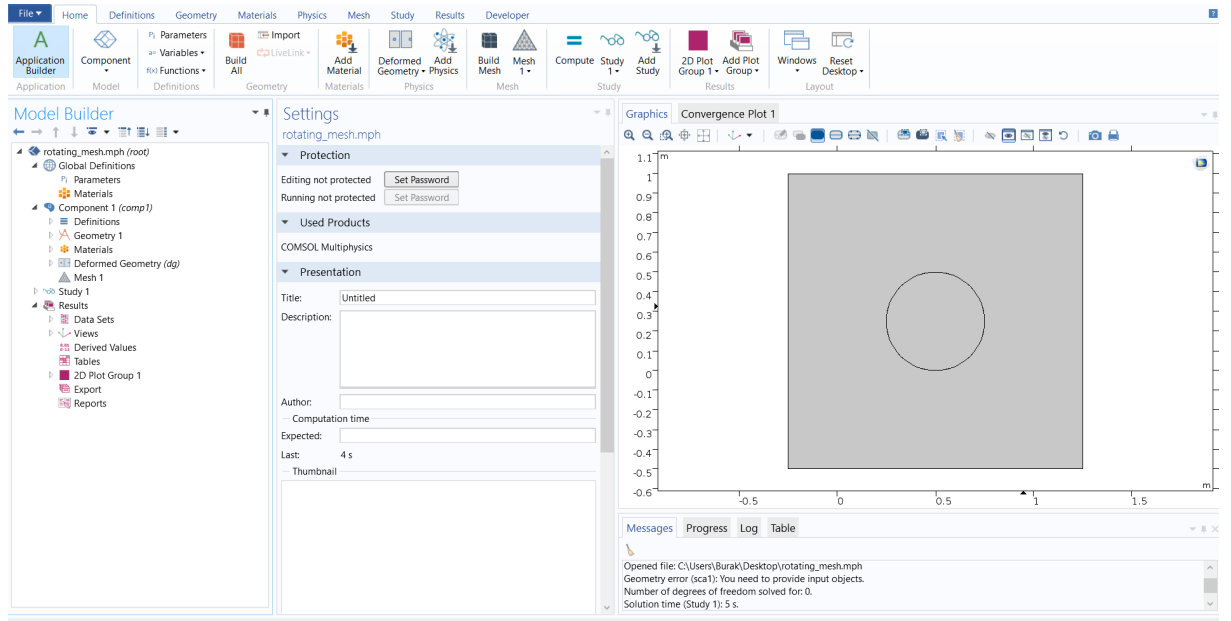 File Home Definitions Geometry Materials Physics Mesh Study Results Developer
Application Builder
Component
Pi Parameters
a= Variables
f(x) Functions
Build All
Import
LiveLink
Add Material
Deformed Geometry
Add Physics
Build Mesh
Mesh 1
Compute
Study 1
Add Study
2D Plot Group 1
Add Plot Group
Windows
Reset Desktop
Application Model Definitions Geometry Materials Physics Mesh Study Results Layout
Model Builder
rotating_mesh.mph (root)
Global Definitions
Pi Parameters
Materials
Component 1 (comp1)
Definitions
Geometry 1
Materials
Deformed Geometry (dg)
Mesh 1
Study 1
Results
Data Sets
Views
Derived Values
Tables
2D Plot Group 1
Export
Reports
Settings
rotating_mesh.mph
Protection
Editing not protected Set Password
Running not protected Set Password
Used Products
COMSOL Multiphysics
Presentation
Title: Untitled
Description:
Author:
Computation time
Expected:
Last: 4 s
Thumbnail
Graphics Convergence Plot 1
m
1.1
1
0.9
0.8
0.7
0.6
0.5
0.4
0.3
0.2
0.1
0
-0.1
-0.2
-0.3
-0.4
-0.5
-0.6
m
-0.5 0 0.5 1 1.5
Messages Progress Log Table
Opened file: C:\Users\Burak\Desktop\rotating_mesh.mph
Geometry error (sca1): You need to provide input objects.
Number of degrees of freedom solved for: 0.
Solution time (Study 1): 5 s.